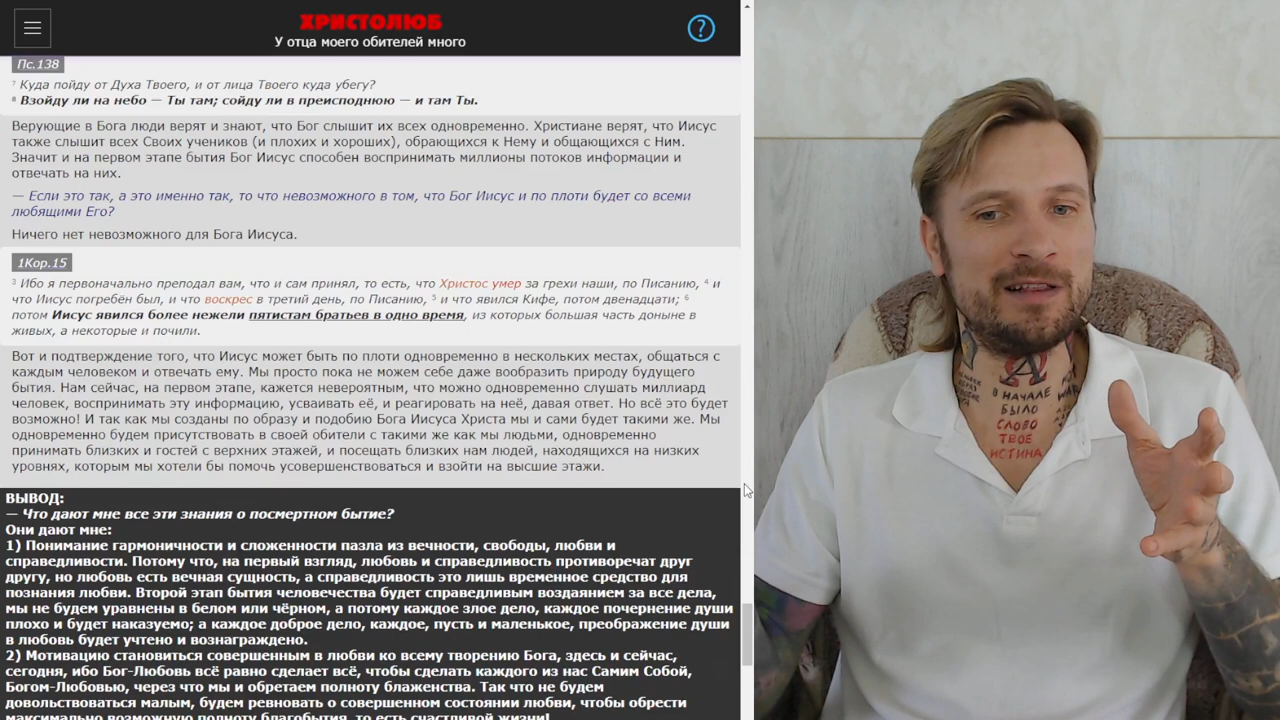 ХРИСТОЛЮБ
У отца моего обителей много
Пс.138
⁷ Куда пойду от Духа Твоего, и от лица Твоего куда убегу?
⁸ Взойду ли на небо — Ты там; сойду ли в преисподнюю — и там Ты.
Верующие в Бога люди верят и знают, что Бог слышит их всех одновременно. Христиане верят, что Иисус
также слышит всех Своих учеников (и плохих и хороших), обрающихся к Нему и общающихся с Ним.
Значит и на первом этапе бытия Бог Иисус способен воспринимать миллионы потоков информации и
отвечать на них.
— Если это так, а это именно так, то что невозможного в том, что Бог Иисус и по плоти будет со всеми
любящими Его?
Ничего нет невозможного для Бога Иисуса.
1Кор.15
³ Ибо я первоначально преподал вам, что и сам принял, то есть, что Христос умер за грехи наши, по Писанию, ⁴ и
что Иисус погребён был, и что воскрес в третий день, по Писанию, ⁵ и что явился Кифе, потом двенадцати; ⁶
потом Иисус явился более нежели пятистам братьев в одно время, из которых большая часть доныне в
живых, а некоторые и почили.
Вот и подтверждение того, что Иисус может быть по плоти одновременно в нескольких местах, общаться с
каждым человеком и отвечать ему. Мы просто пока не можем себе даже вообразить природу будущего
бытия. Нам сейчас, на первом этапе, кажется невероятным, что можно одновременно слушать миллиард
человек, воспринимать эту информацию, усваивать её, и реагировать на неё, давая ответ. Но всё это будет
возможно! И так как мы созданы по образу и подобию Бога Иисуса Христа мы и сами будет такими же. Мы
одновременно будем присутствовать в своей обители с такими же как мы людьми, одновременно
принимать близких и гостей с верхних этажей, и посещать близких нам людей, находящихся на низких
уровнях, которым мы хотели бы помочь усовершенствоваться и взойти на высшие этажи.
ВЫВОД:
— Что дают мне все эти знания о посмертном бытие?
Они дают мне:
1) Понимание гармоничности и сложенности пазла из вечности, свободы, любви и
справедливости. Потому что, на первый взгляд, любовь и справедливость противоречат друг
другу, но любовь есть вечная сущность, а справедливость это лишь временное средство для
познания любви. Второй этап бытия человечества будет справедливым воздаянием за все дела,
мы не будем уравнены в белом или чёрном, а потому каждое злое дело, каждое почернение души
плохо и будет наказуемо; а каждое доброе дело, каждое, пусть и маленькое, преображение души
в любовь будет учтено и вознаграждено.
2) Мотивацию становиться совершенным в любви ко всему творению Бога, здесь и сейчас,
сегодня, ибо Бог-Любовь всё равно сделает всё, чтобы сделать каждого из нас Самим Собой,
Богом-Любовью, через что мы и обретаем полноту блаженства. Так что не будем
довольствоваться малым, будем ревновать о совершенном состоянии любви, чтобы обрести
максимально возможную полноту благобытия, то есть счастливой жизни!
В НАЧАЛЕ
БЫЛО
СЛОВО
ТВОЕ
ИСТИНА